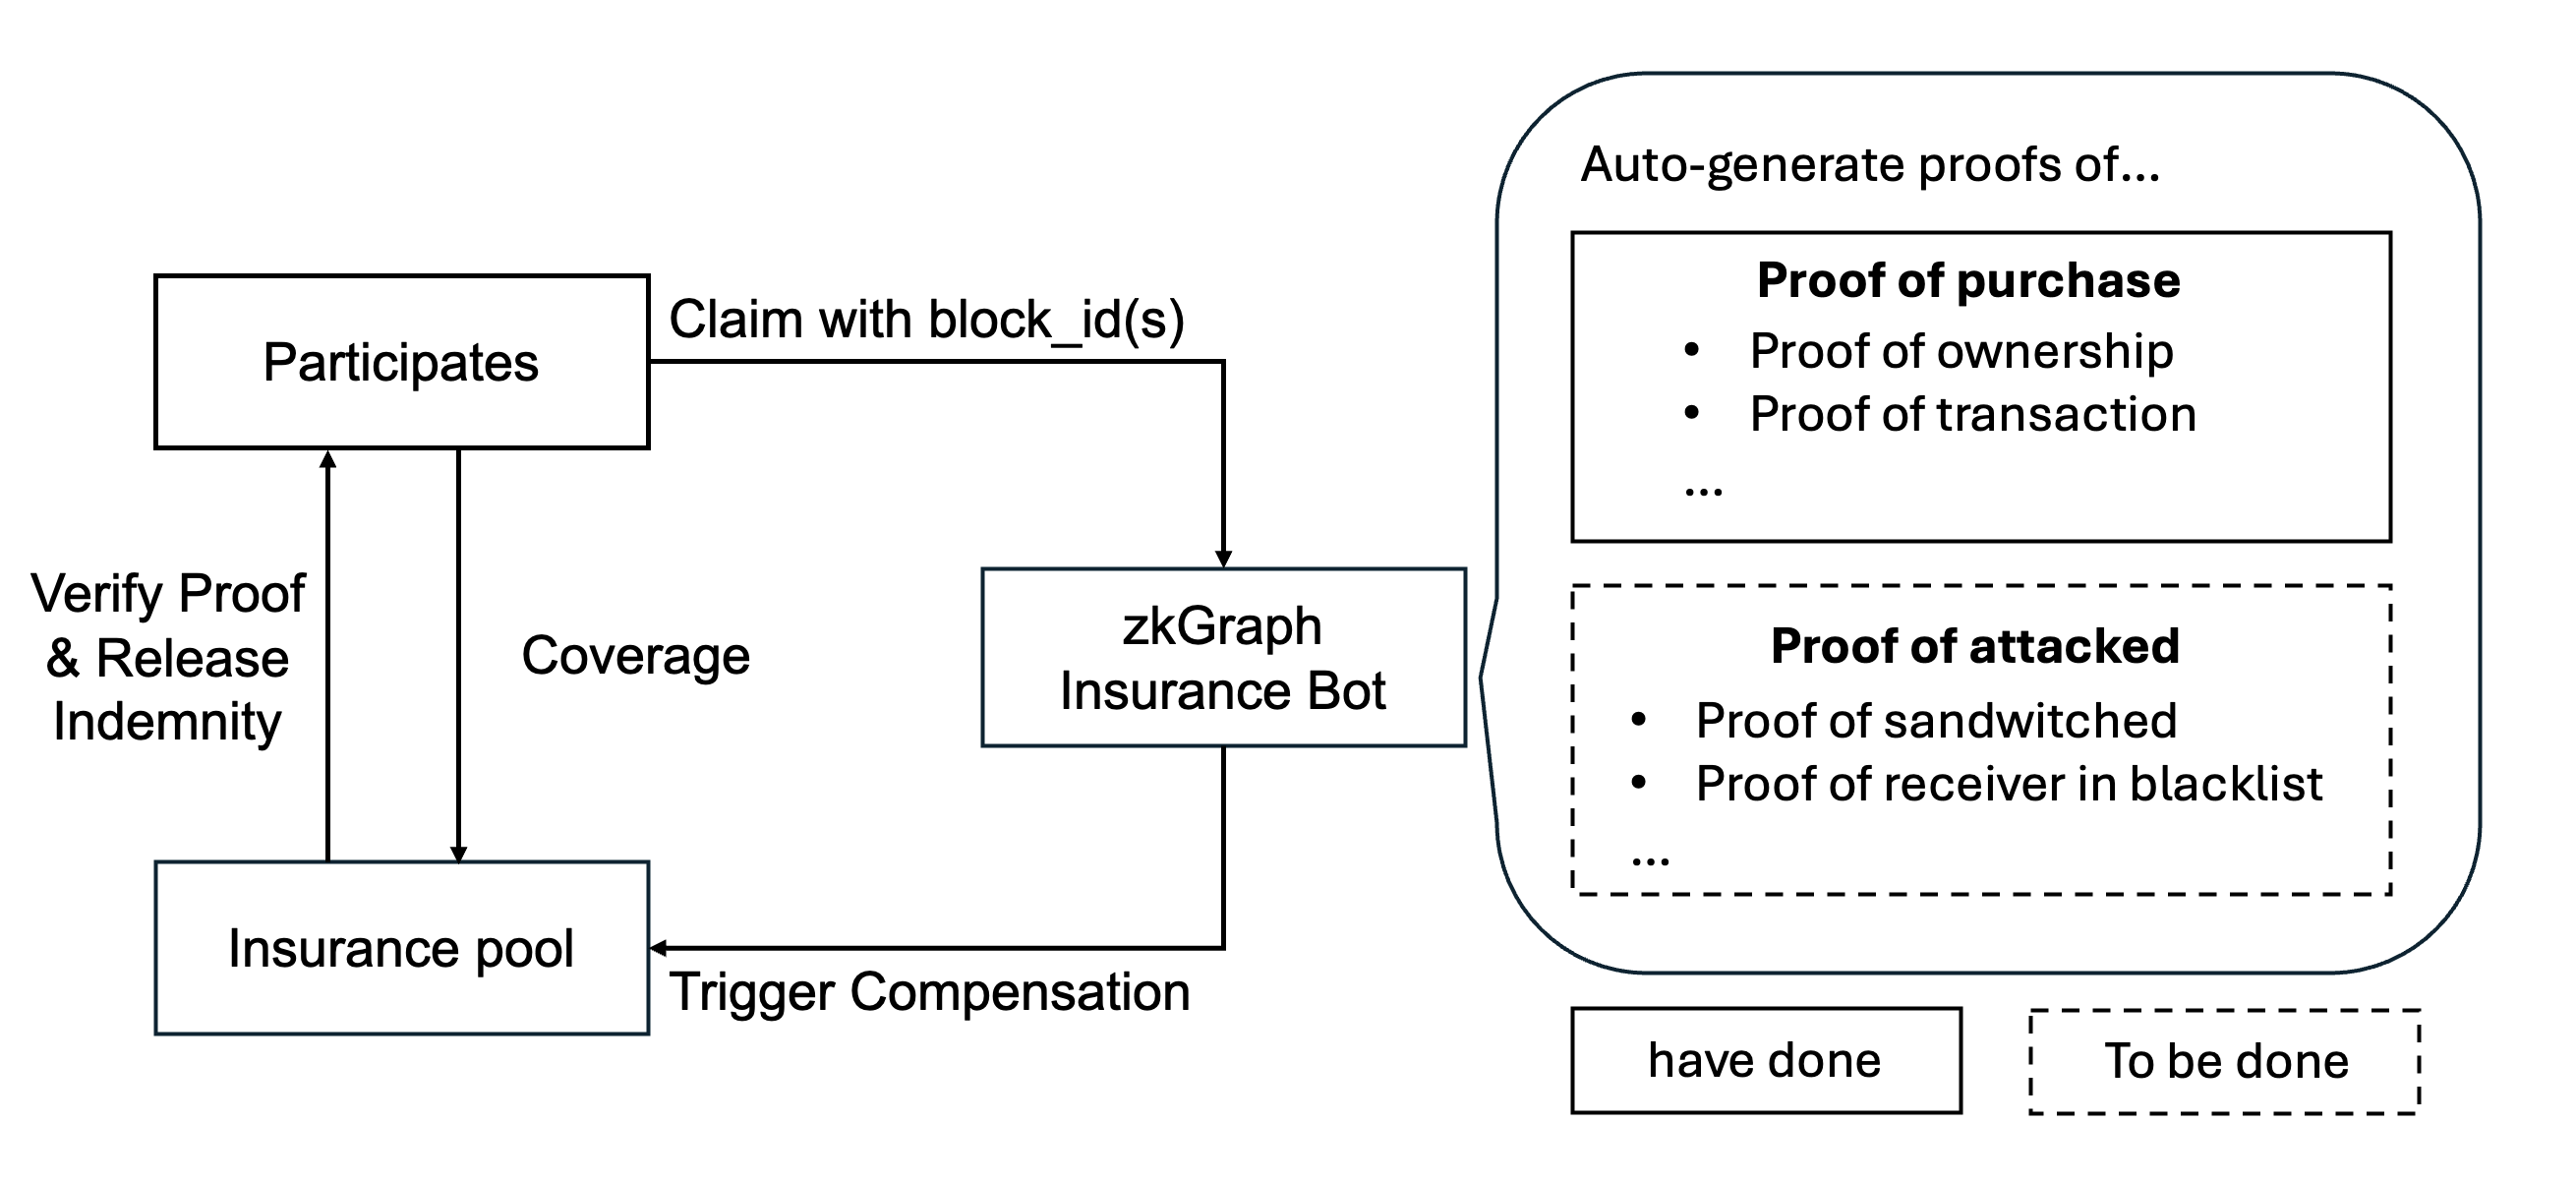 Auto-generate proofs of...
Proof of purchase
• Proof of ownership
• Proof of transaction
...
Participates
Claim with block_id(s)
Verify Proof
& Release
Indemnity
Coverage
zkGraph
Insurance Bot
Proof of attacked
• Proof of sandwitched
• Proof of receiver in blacklist
...
Insurance pool
Trigger Compensation
have done
To be done